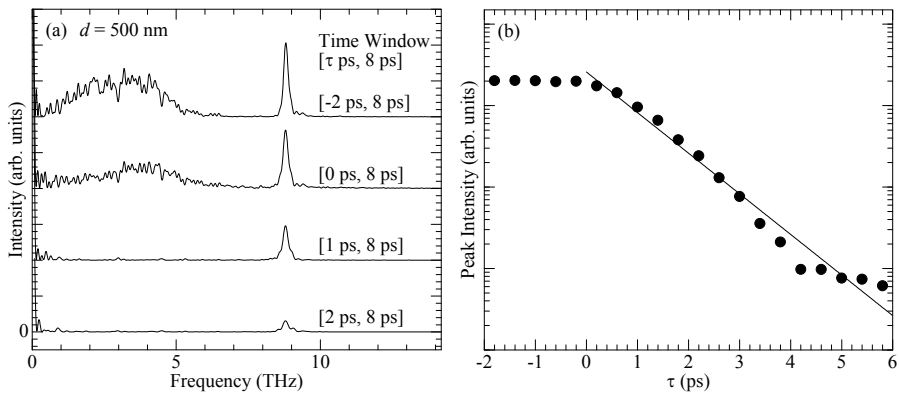 (a) d = 500 nm
Time Window
[τ ps, 8 ps]
[-2 ps, 8 ps]
[0 ps, 8 ps]
[1 ps, 8 ps]
[2 ps, 8 ps]
Intensity (arb. units)
0
0 5 10
Frequency (THz)
(b)
Peak Intensity (arb. units)
-2 -1 0 1 2 3 4 5 6
τ (ps)